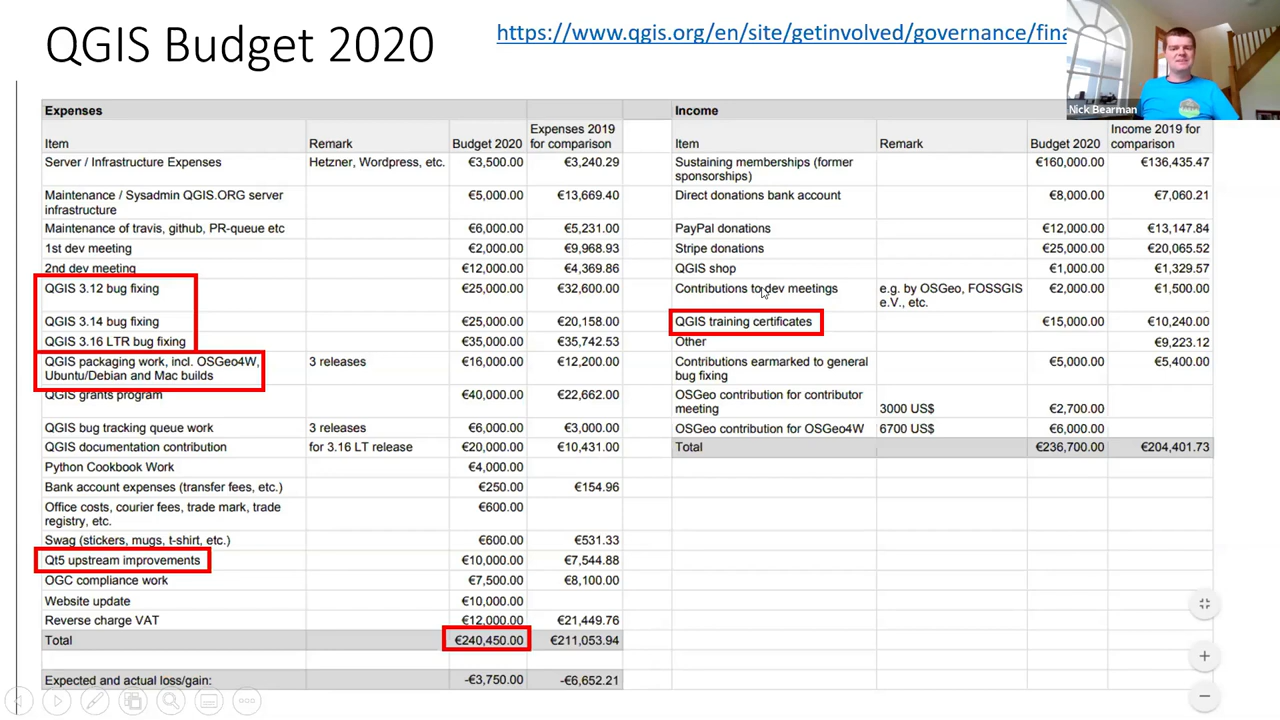 QGIS Budget 2020
https://www.qgis.org/en/site/getinvolved/governance/fina
Nick Bearman
Expenses
Item Remark Budget 2020 Expenses 2019 for comparison
Server / Infrastructure Expenses Hetzner, Wordpress, etc. €3,500.00 €3,240.29
Maintenance / Sysadmin QGIS.ORG server infrastructure €5,000.00 €13,669.40
Maintenance of travis, github, PR-queue etc €6,000.00 €5,231.00
1st dev meeting €2,000.00 €9,968.93
2nd dev meeting €12,000.00 €4,369.86
QGIS 3.12 bug fixing €25,000.00 €32,600.00
QGIS 3.14 bug fixing €25,000.00 €20,158.00
QGIS 3.16 LTR bug fixing €35,000.00 €35,742.53
QGIS packaging work, incl. OSGeo4W, Ubuntu/Debian and Mac builds 3 releases €16,000.00 €12,200.00
QGIS grants program €40,000.00 €22,662.00
QGIS bug tracking queue work 3 releases €6,000.00 €3,000.00
QGIS documentation contribution for 3.16 LT release €20,000.00 €10,431.00
Python Cookbook Work €4,000.00
Bank account expenses (transfer fees, etc.) €250.00 €154.96
Office costs, courier fees, trade mark, trade registry, etc. €600.00
Swag (stickers, mugs, t-shirt, etc.) €600.00 €531.33
Qt5 upstream improvements €10,000.00 €7,544.88
OGC compliance work €7,500.00 €8,100.00
Website update €10,000.00
Reverse charge VAT €12,000.00 €21,449.76
Total €240,450.00 €211,053.94
Expected and actual loss/gain: -€3,750.00 -€6,652.21
Income
Item Remark Budget 2020 Income 2019 for comparison
Sustaining memberships (former sponsorships) €160,000.00 €136,435.47
Direct donations bank account €8,000.00 €7,060.21
PayPal donations €12,000.00 €13,147.84
Stripe donations €25,000.00 €20,065.52
QGIS shop €1,000.00 €1,329.57
Contributions to dev meetings e.g. by OSGeo, FOSSGIS e.V., etc. €2,000.00 €1,500.00
QGIS training certificates €15,000.00 €10,240.00
Other €9,223.12
Contributions earmarked to general bug fixing €5,000.00 €5,400.00
OSGeo contribution for contributor meeting 3000 US$ €2,700.00
OSGeo contribution for OSGeo4W 6700 US$ €6,000.00
Total €236,700.00 €204,401.73